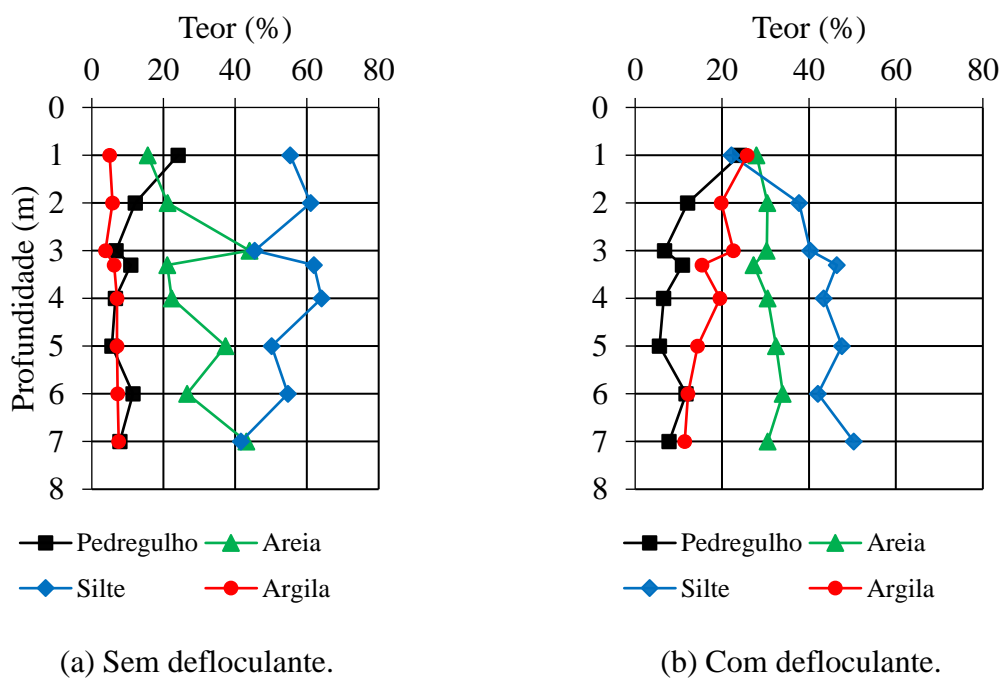 Teor (%)
0 20 40 60 80
Profundidade (m)
0
1
2
3
4
5
6
7
8
Pedregulho Areia
Silte Argila
(a) Sem defloculante.
Teor (%)
0 20 40 60 80
0
1
2
3
4
5
6
7
8
Pedregulho Areia
Silte Argila
(b) Com defloculante.